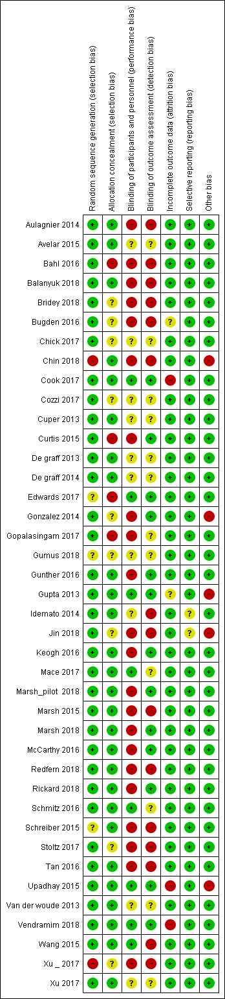 Random sequence generation (selection bias)
Allocation concealment (selection bias)
Blinding of participants and personnel (performance bias)
Blinding of outcome assessment (detection bias)
Incomplete outcome data (attrition bias)
Selective reporting (reporting bias)
Other bias
Aulagnier 2014 + + - - + + +
Avelar 2015 + + ? ? + + +
Bahl 2016 + - - - + + +
Balanyuk 2018 + + - - + + +
Bridey 2018 + ? - - + + +
Bugden 2016 + ? - - ? + +
Chick 2017 + ? ? ? + + +
Chin 2018 - + - - + + -
Cook 2017 + + + + - + +
Cozzi 2017 + ? ? ? + + +
Cuper 2013 + + ? ? + + +
Curtis 2015 + - - + + + +
De graff 2013 + + ? ? + + +
De graff 2014 + + ? ? + + +
Edwards 2017 ? - + + + + +
Gonzalez 2014 + ? - + + + -
Gopalasingam 2017 + - - ? + + +
Gumus 2018 ? ? ? ? + + +
Gunther 2016 + + - + + + +
Gupta 2013 + + + + ? + -
Idemato 2014 + + ? - + ? +
Jin 2018 + ? - - + ? -
Keogh 2016 + + - + + + +
Mace 2017 + + + ? + + +
Marsh_pilot 2018 + + - + + + +
Marsh 2015 + + - - + + +
Marsh 2018 + + - + + + +
McCarthy 2016 + + - + + + +
Redfern 2018 + + - - + + +
Rickard 2018 + + - + + + +
Schmitz 2016 + + + ? + + +
Schreiber 2015 ? + - - + + +
Stoltz 2017 + ? - - + + +
Tan 2016 + + - - + + +
Upadhay 2015 + + + + - + -
Van der woude 2013 + + ? ? + + +
Vendramim 2018 + + + + - + +
Wang 2015 + + + - + + +
Xu _ 2017 - ? - - + + +
Xu 2017 + + ? ? + + +